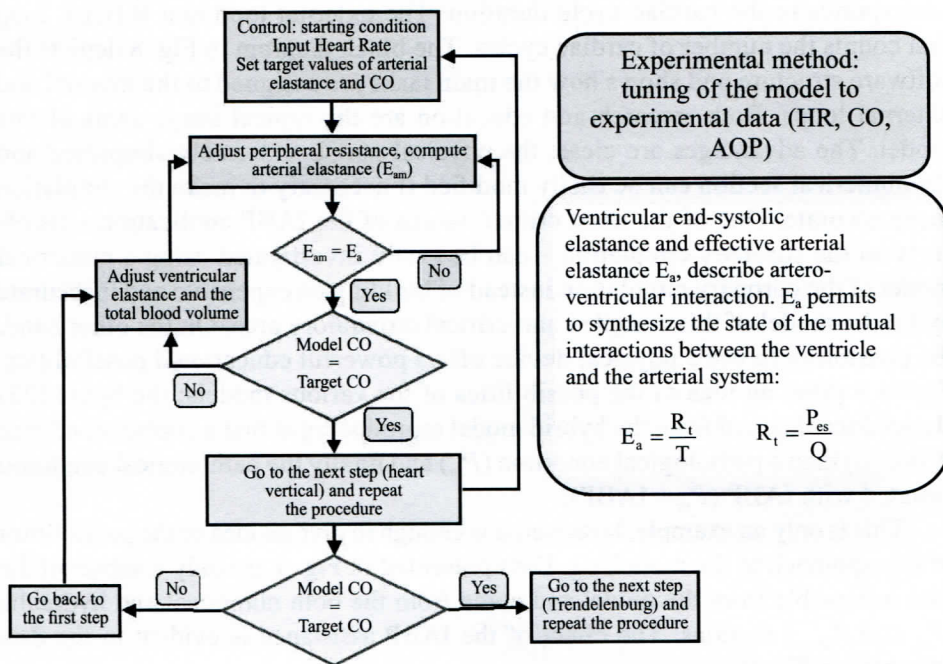 Control: starting condition
Input Heart Rate
Set target values of arterial
elastance and CO
Adjust peripheral resistance, compute
arterial elastance (Eam)
Eam = Ea
No
Yes
Adjust ventricular
elastance and the
total blood volume
Model CO
=
Target CO
No
Yes
Go to the next step (heart
vertical) and repeat
the procedure
Model CO
=
Target CO
No
Yes
Go back to
the first step
Go to the next step
(Trendelenburg) and
repeat the procedure
Experimental method:
tuning of the model to
experimental data (HR, CO,
AOP)
Ventricular end-systolic
elastance and effective arterial
elastance Ea, describe artero-
ventricular interaction. Ea permits
to synthesize the state of the mutual
interactions between the ventricle
and the arterial system:
Ea = Rt/T Rt = Pes/Q